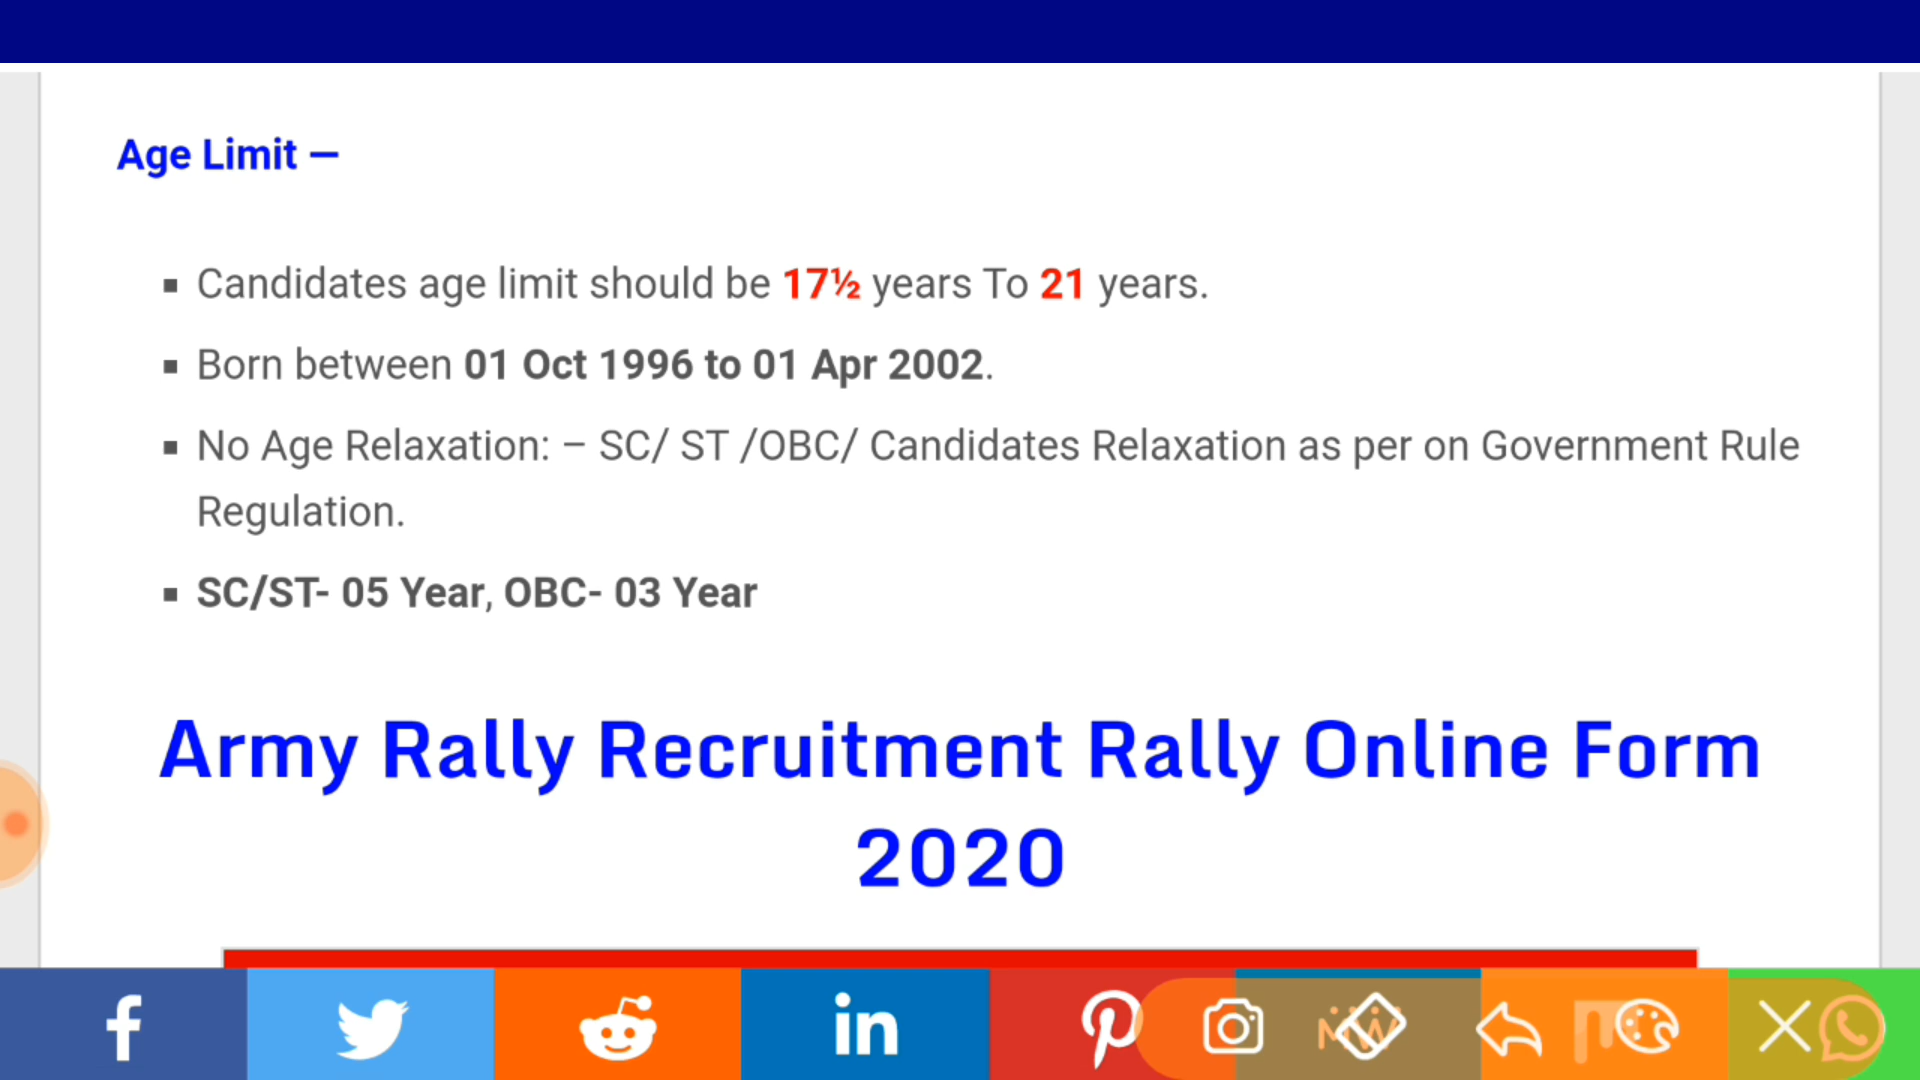 Age Limit —
Candidates age limit should be 17½ years To 21 years.
Born between 01 Oct 1996 to 01 Apr 2002.
No Age Relaxation: – SC/ ST /OBC/ Candidates Relaxation as per on Government Rule
Regulation.
SC/ST- 05 Year, OBC- 03 Year
Army Rally Recruitment Rally Online Form
2020